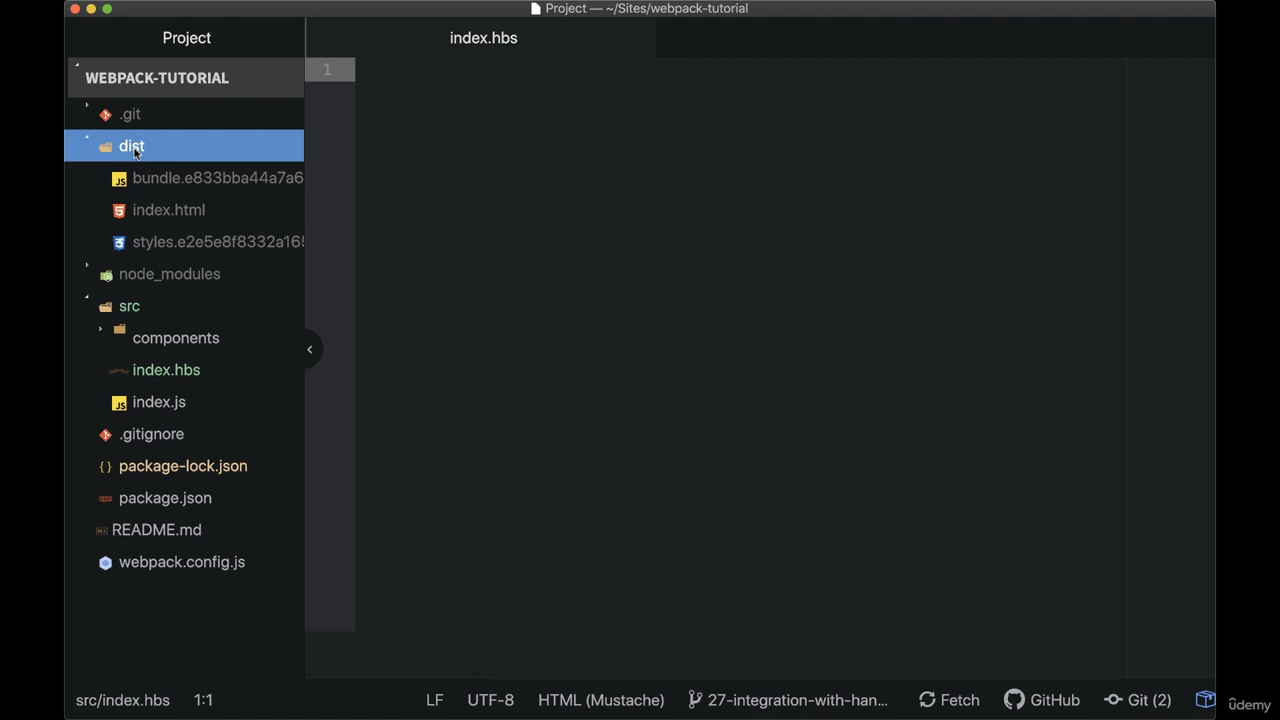 Project — ~/Sites/webpack-tutorial
Project
index.hbs
WEBPACK-TUTORIAL
1
.git
dist
bundle.e833bba44a7a6
index.html
styles.e2e5e8f8332a165
node_modules
src
components
index.hbs
index.js
.gitignore
package-lock.json
package.json
README.md
webpack.config.js
src/index.hbs 1:1 LF UTF-8 HTML (Mustache) 27-integration-with-han... Fetch GitHub Git (2)
ûdemy